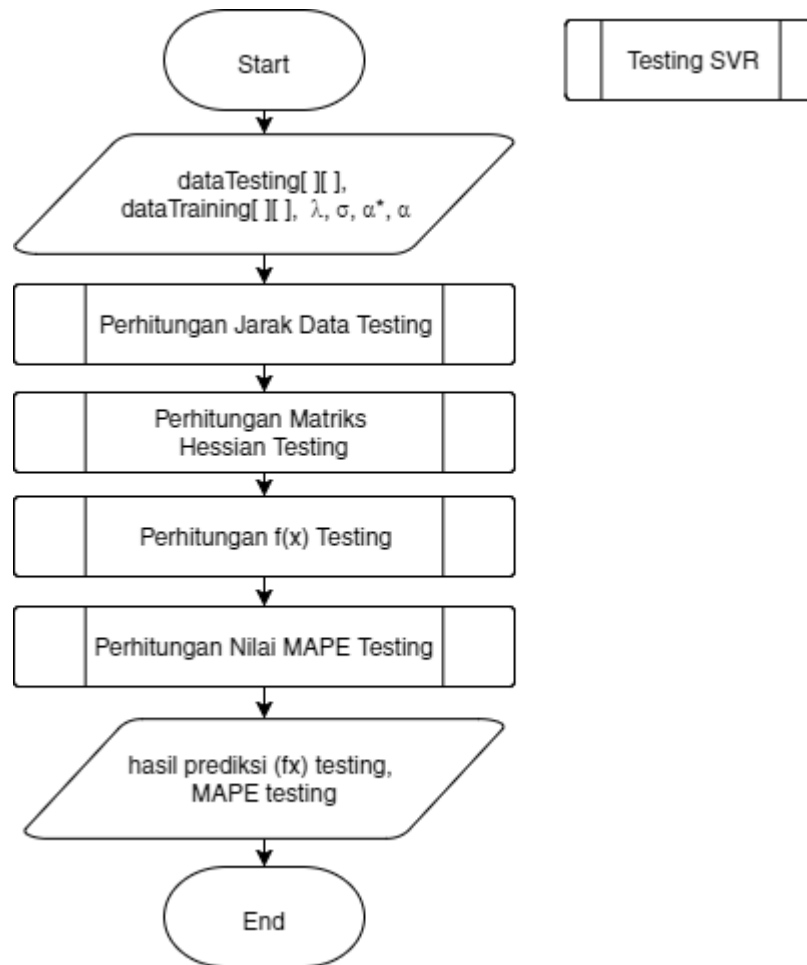 Start
Testing SVR
dataTesting[ ][ ],
dataTraining[ ][ ], λ, σ, α*, α
Perhitungan Jarak Data Testing
Perhitungan Matriks
Hessian Testing
Perhitungan f(x) Testing
Perhitungan Nilai MAPE Testing
hasil prediksi (fx) testing,
MAPE testing
End